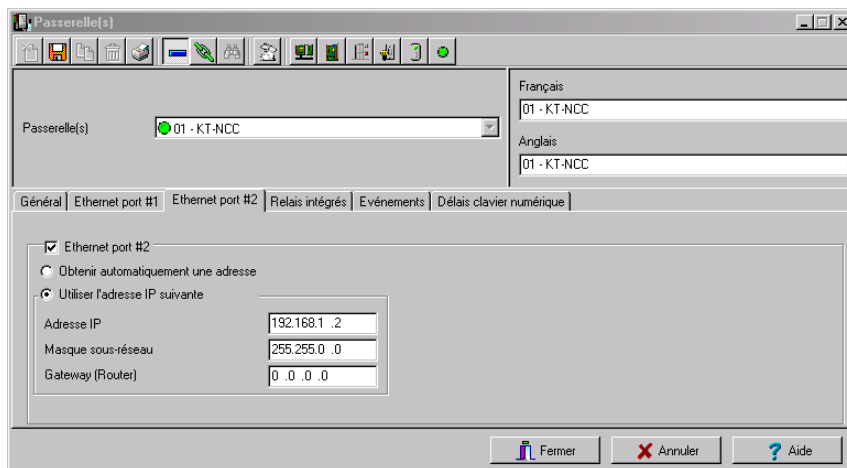 Passerelle(s)
Français
01 - KT-NCC
Passerelle(s)
01 - KT-NCC
Anglais
01 - KT-NCC
Général
Ethernet port #1
Ethernet port #2
Relais intégrés
Evénements
Délais clavier numérique
Ethernet port #2
Obtenir automatiquement une adresse
Utiliser l'adresse IP suivante
Adresse IP
192.168.1 .2
Masque sous-réseau
255.255.0 .0
Gateway (Router)
0 .0 .0 .0
Fermer
Annuler
Aide